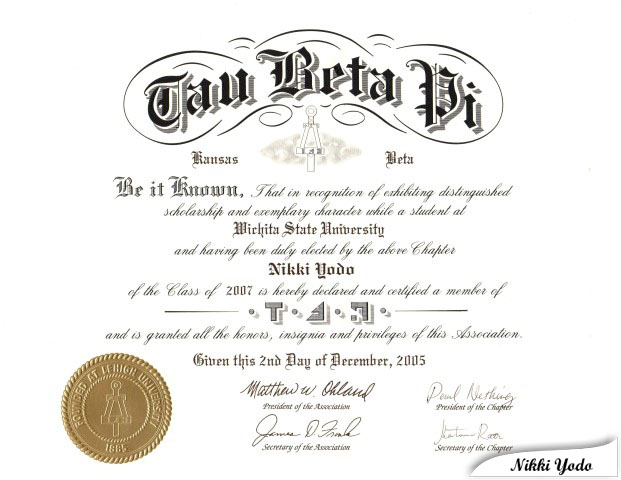 Tau Beta Pi
Kansas Beta
Be it Known, That in recognition of exhibiting distinguished
scholarship and exemplary character while a student at
Wichita State University
and having been duly elected by the above Chapter
Nikki Yodo
of the Class of 2007 is hereby declared and certified a member of
and is granted all the honors, insignia and privileges of this Association.
Given this 2nd Day of December, 2005
Matthew W. Ohland
President of the Association
President of the Chapter
James D. Froula
Secretary of the Association
Secretary of the Chapter
FOUNDED AT LEHIGH UNIVERSITY
1885
Nikki Yodo